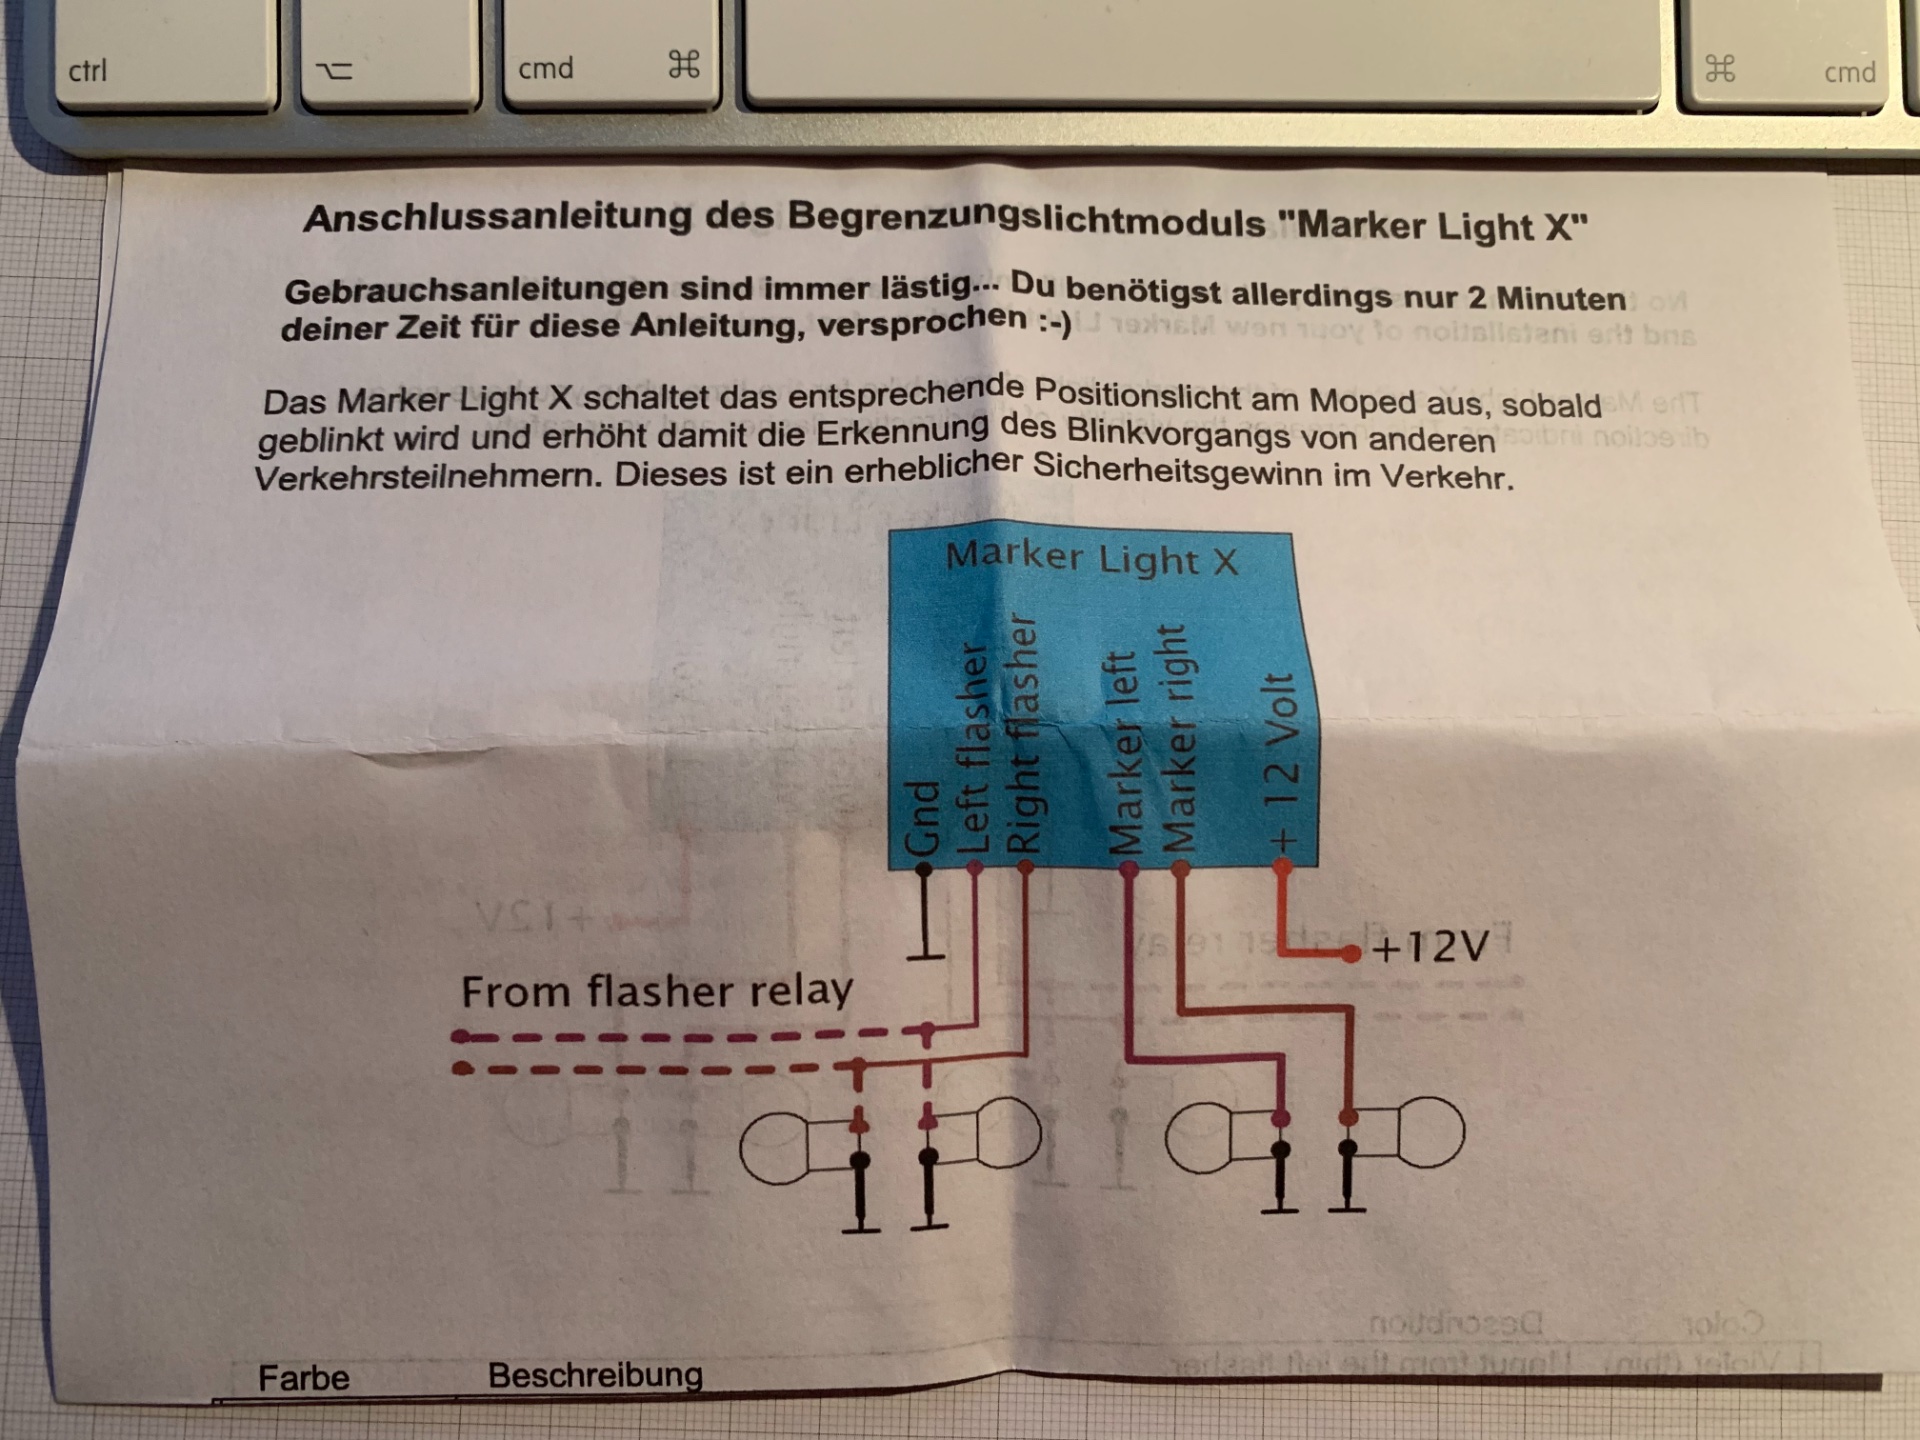 ctrl
⌥
cmd ⌘
⌘ cmd
Anschlussanleitung des Begrenzungslichtmoduls "Marker Light X"
Gebrauchsanleitungen sind immer lästig... Du benötigst allerdings nur 2 Minuten
deiner Zeit für diese Anleitung, versprochen :-)
Das Marker Light X schaltet das entsprechende Positionslicht am Moped aus, sobald
geblinkt wird und erhöht damit die Erkennung des Blinkvorgangs von anderen
Verkehrsteilnehmern. Dieses ist ein erheblicher Sicherheitsgewinn im Verkehr.
Marker Light X
Gnd
Left flasher
Right flasher
Marker left
Marker right
+ 12 Volt
+12V
From flasher relay
Farbe Beschreibung